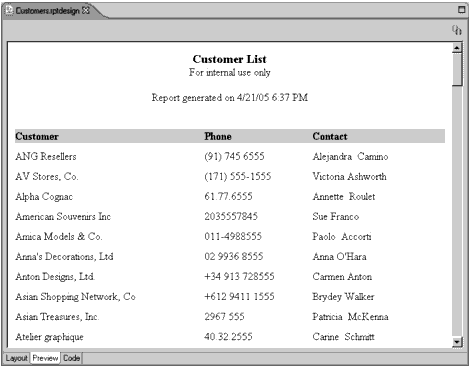 Customers.rptdesign
Customer List
For internal use only
Report generated on 4/21/05 6:37 PM
Customer Phone Contact
ANG Resellers (91) 745 6555 Alejandra Camino
AV Stores, Co. (171) 555-1555 Victoria Ashworth
Alpha Cognac 61.77.6555 Annette Roulet
American Souvenirs Inc 2035557845 Sue Franco
Amica Models & Co. 011-4988555 Paolo Accorti
Anna's Decorations, Ltd 02 9936 8555 Anna O'Hara
Anton Designs, Ltd. +34 913 728555 Carmen Anton
Asian Shopping Network, Co +612 9411 1555 Brydey Walker
Asian Treasures, Inc. 2967 555 Patricia McKenna
Atelier graphique 40.32.2555 Carine Schmitt
Layout Preview Code